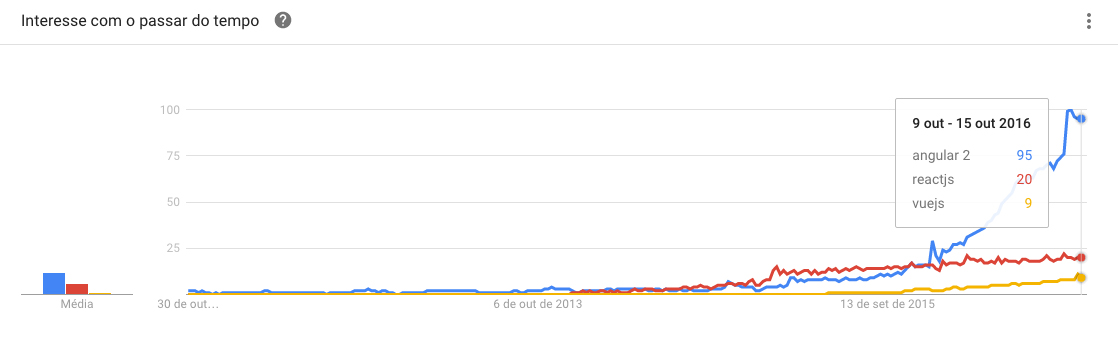 Interesse com o passar do tempo ?
100
75
50
25
9 out - 15 out 2016
angular 2 95
reactjs 20
vuejs 9
Média
30 de out... 6 de out de 2013 13 de set de 2015